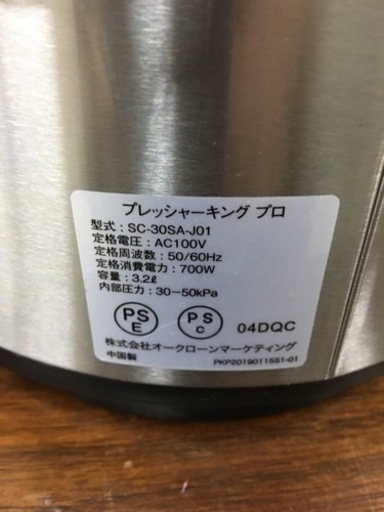 プレッシャーキング プロ
型式：SC-30SA-J01
定格電圧：AC100V
定格周波数：50/60Hz
定格消費電力：700W
容量：3.2ℓ
内部圧力：30−50kPa
PS E PS C 04DQC
株式会社オークローンマーケティング
中国製 PKPZ0190115S1-01